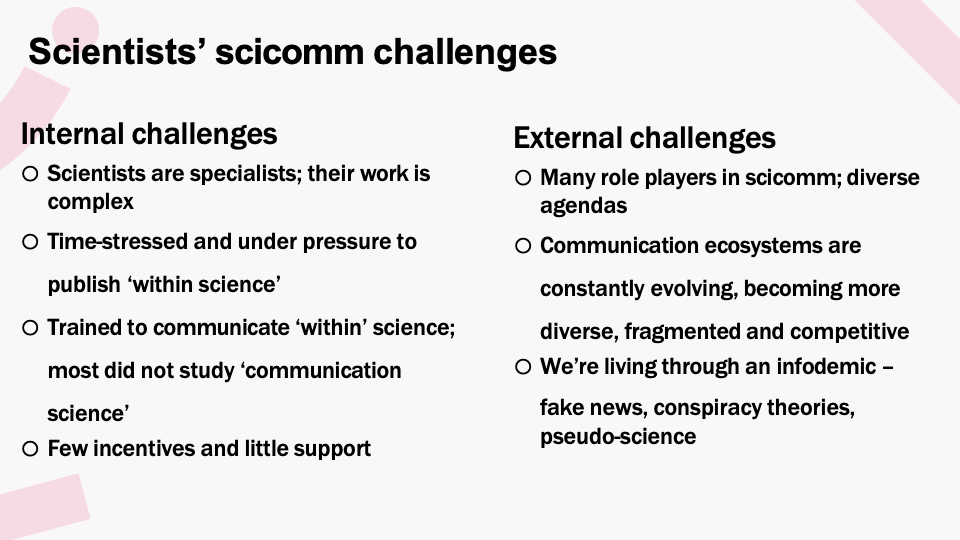 Scientists’ scicomm challenges
Internal challenges
Scientists are specialists; their work is
complex
Time-stressed and under pressure to
publish ‘within science’
Trained to communicate ‘within’ science;
most did not study ‘communication
science’
Few incentives and little support
External challenges
Many role players in scicomm; diverse
agendas
Communication ecosystems are
constantly evolving, becoming more
diverse, fragmented and competitive
We’re living through an infodemic –
fake news, conspiracy theories,
pseudo-science